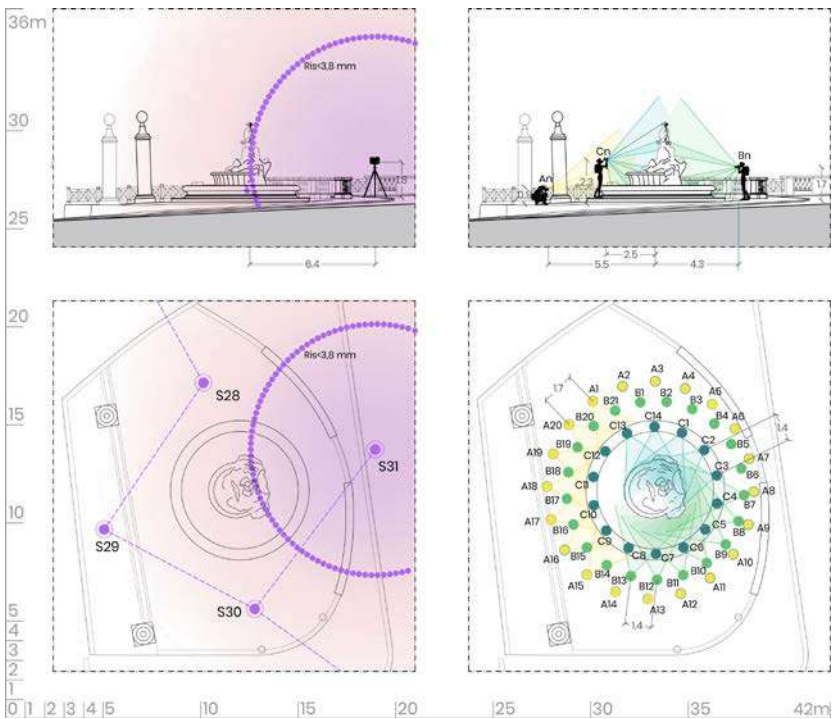 36m
30
25
20
15
10
5
4
3
2
1
0 1 2 3 4 5 10 15 20 25 30 35 42m
Ris<3,8 mm
1.8
6.4
An
Cn
Bn
1.7
2.5
5.5
4.3
Ris<3,8 mm
S28
S31
S29
S30
1.7
A1
A2
A3
A4
A5
A6
A7
A8
A9
A10
A11
A12
A13
A14
A15
A16
A17
A18
A19
A20
B1
B2
B3
B4
B5
B6
B7
B8
B9
B10
B11
B12
B13
B14
B15
B16
B17
B18
B19
B20
B21
C1
C2
C3
C4
C5
C6
C7
C8
C9
C10
C11
C12
C13
C14
1.4
1.4